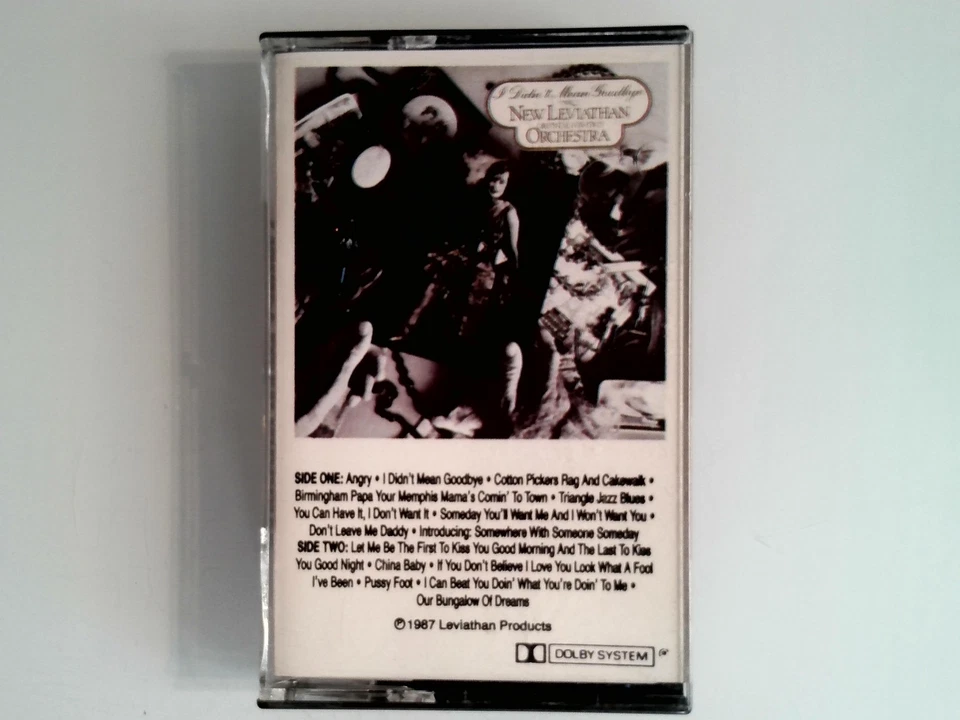 I Didn't Mean Goodbye
NEW LEVIATHAN
ORCHESTRA
SIDE ONE: Angry • I Didn't Mean Goodbye • Cotton Pickers Rag And Cakewalk •
Birmingham Papa Your Memphis Mama's Comin' To Town • Triangle Jazz Blues •
You Can Have It, I Don't Want It • Someday You'll Want Me And I Won't Want You •
Don't Leave Me Daddy • Introducing: Somewhere With Someone Someday
SIDE TWO: Let Me Be The First To Kiss You Good Morning And The Last To Kiss
You Good Night • China Baby • If You Don't Believe I Love You Look What A Fool
I've Been • Pussy Foot • I Can Beat You Doin' What You're Doin' To Me •
Our Bungalow Of Dreams
℗1987 Leviathan Products
DOLBY SYSTEM